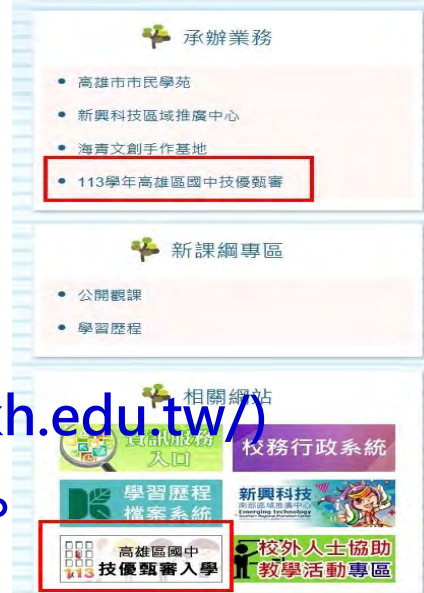 承辦業務
高雄市市民學苑
新興科技區域推廣中心
海青文創手作基地
113學年高雄區國中技優甄審
新課綱專區
公開觀課
學習歷程
相關網站
h.edu.tw/)
資訊服務
入口
校務行政系統
學習歷程
檔案系統
新興科技
南部區域推廣中心
Emerging Technology
高雄區國中
113 技優甄審入學
校外人士協助
教學活動專區